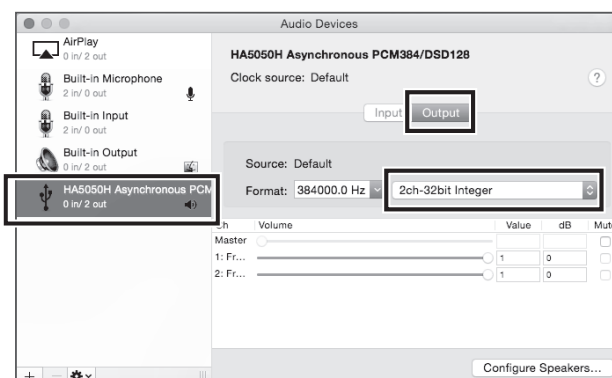 Audio Devices
AirPlay
0 in/ 2 out
Built-in Microphone
2 in/ 0 out
Built-in Input
2 in/ 0 out
Built-in Output
0 in/ 2 out
HA5050H Asynchronous PCM
0 in/ 2 out
HA5050H Asynchronous PCM384/DSD128
Clock source: Default
?
Input Output
Source: Default
Format: 384000.0 Hz 2ch-32bit Integer
Ch Volume Value dB Mute
Master
1: Fr... 1 0
2: Fr... 1 0
Configure Speakers...